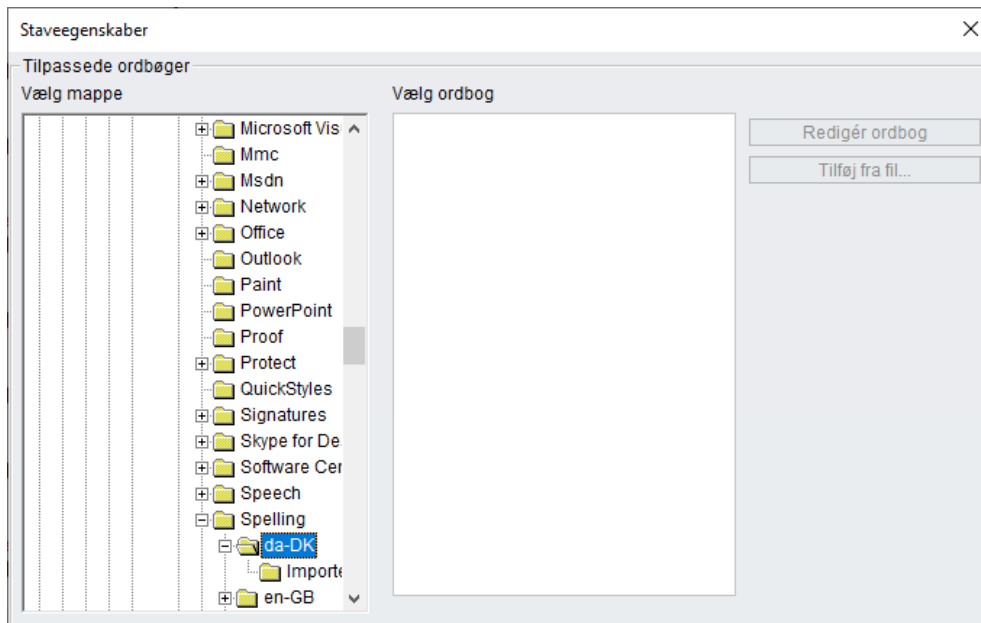 Staveegenskaber
Tilpassede ordbøger
Vælg mappe
Vælg ordbog
Microsoft Vis
Mmc
Msdn
Network
Office
Outlook
Paint
PowerPoint
Proof
Protect
QuickStyles
Signatures
Skype for De
Software Cer
Speech
Spelling
da-DK
Importe
en-GB
Redigér ordbog
Tilføj fra fil...